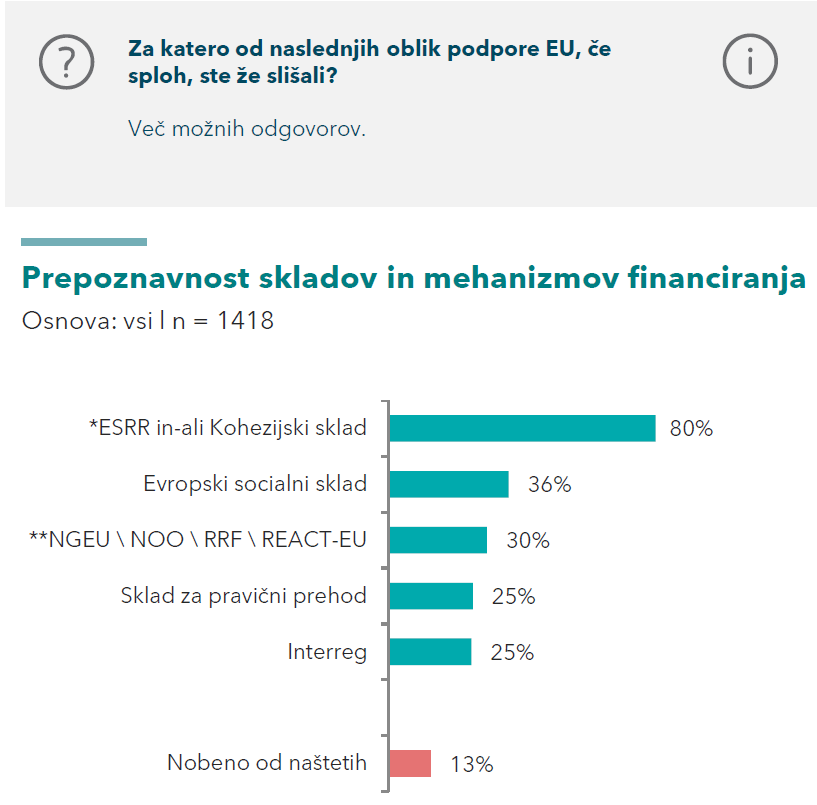 ?
Za katero od naslednjih oblik podpore EU, če
sploh, ste že slišali?
i
Več možnih odgovorov.
Prepoznavnost skladov in mehanizmov financiranja
Osnova: vsi l n = 1418
*ESRR in-ali Kohezijski sklad 80%
Evropski socialni sklad 36%
**NGEU \ NOO \ RRF \ REACT-EU 30%
Sklad za pravični prehod 25%
Interreg 25%
Nobeno od naštetih 13%